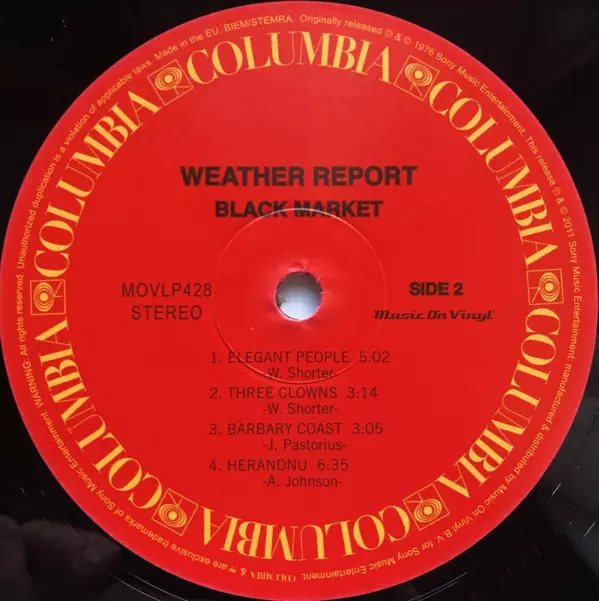 WEATHER REPORT
BLACK MARKET
MOVLP428
STEREO
SIDE 2
Music On Vinyl
1. ELEGANT PEOPLE 5:02
-W. Shorter-
2. THREE CLOWNS 3:14
-W. Shorter-
3. BARBARY COAST 3:05
-J. Pastorius-
4. HERANDNU 6:35
-A. Johnson-
COLUMBIA
COLUMBIA
COLUMBIA
COLUMBIA
COLUMBIA
COLUMBIA
COLUMBIA
COLUMBIA
Made in the EU. BIEM/STEMRA. Originally released ℗ & © 1976 Sony Music Entertainment. This release ℗ & © 2011 Sony Music Entertainment, manufactured & distributed by Music On Vinyl B.V. for Sony Music Entertainment.
COLUMBIA & are exclusive trademarks of Sony Music Entertainment. WARNING: All rights reserved. Unauthorized duplication is a violation of applicable laws.